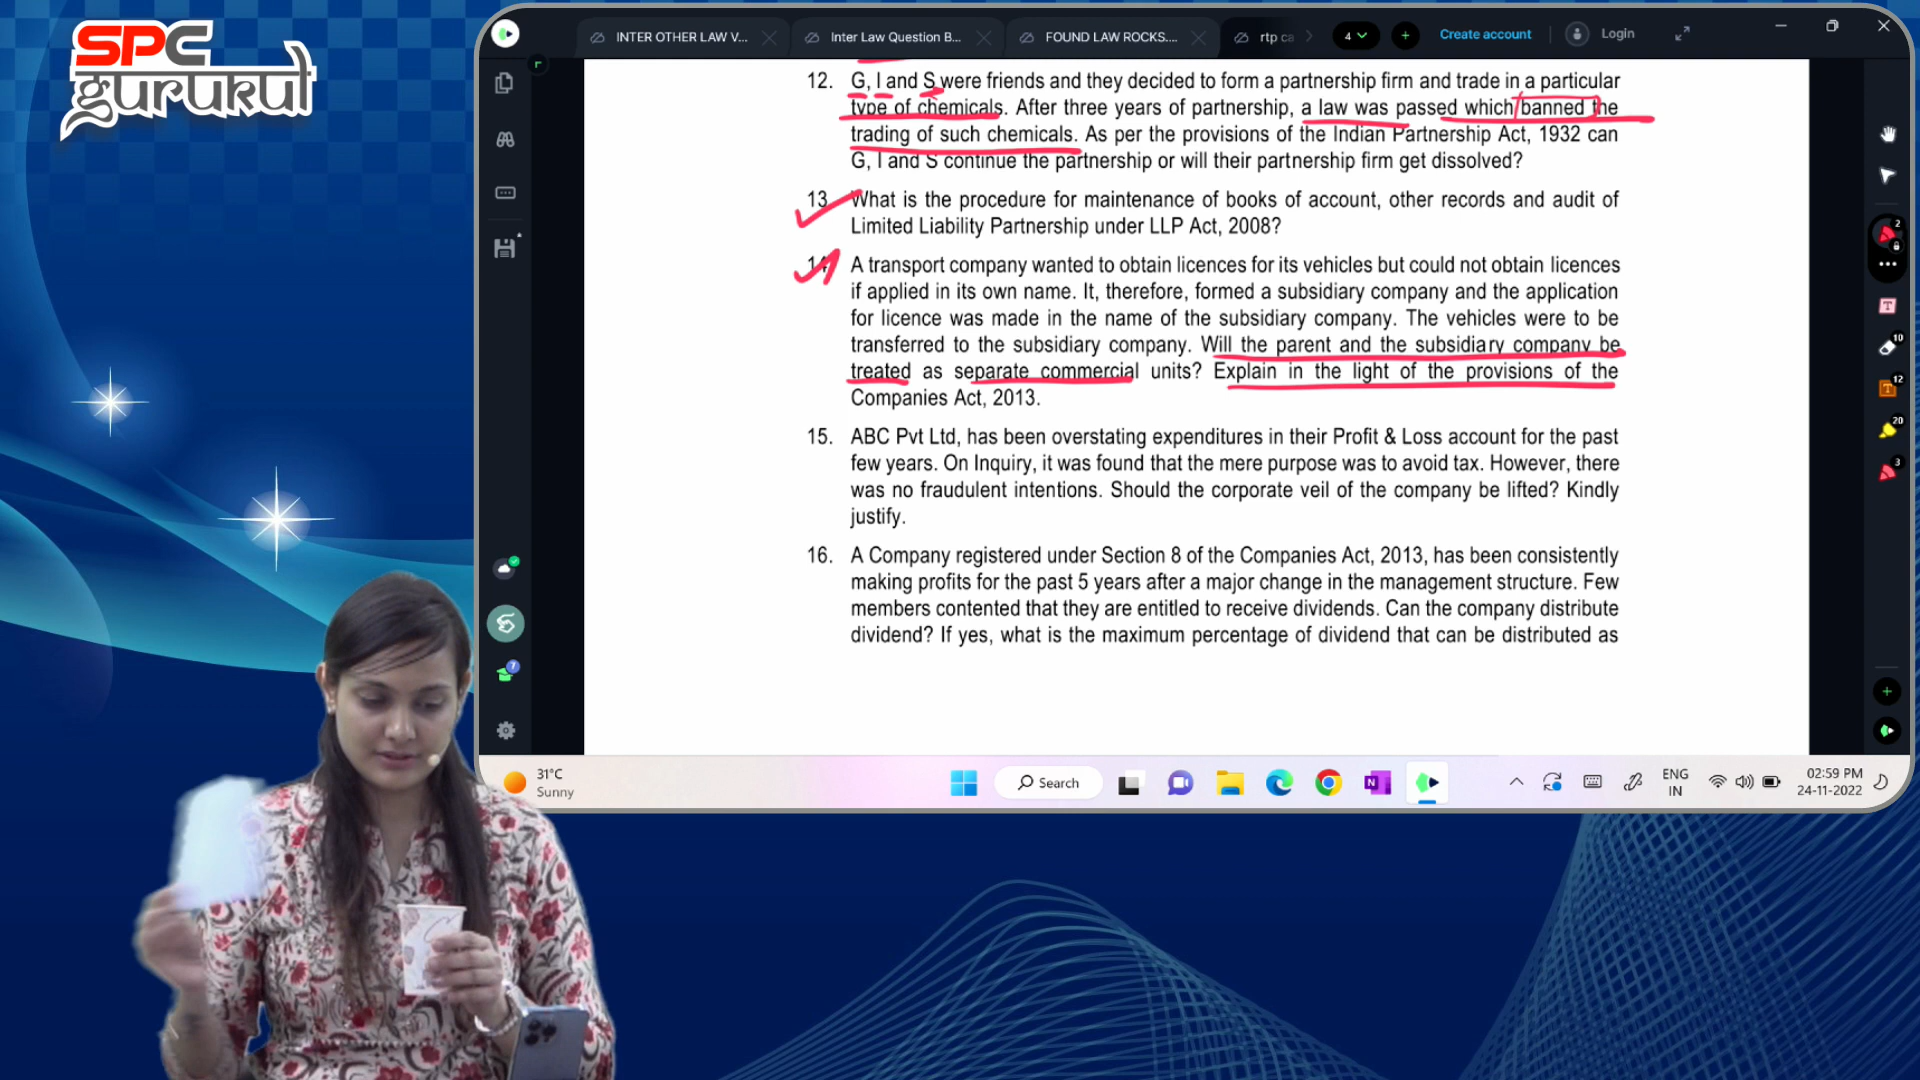 SPC
gurukul
INTER OTHER LAW V...
Inter Law Question B...
FOUND LAW ROCKS....
rtp ca
4
Create account
Login
12. G, I and S were friends and they decided to form a partnership firm and trade in a particular
type of chemicals. After three years of partnership, a law was passed which banned the
trading of such chemicals. As per the provisions of the Indian Partnership Act, 1932 can
G, I and S continue the partnership or will their partnership firm get dissolved?
13. What is the procedure for maintenance of books of account, other records and audit of
Limited Liability Partnership under LLP Act, 2008?
14. A transport company wanted to obtain licences for its vehicles but could not obtain licences
if applied in its own name. It, therefore, formed a subsidiary company and the application
for licence was made in the name of the subsidiary company. The vehicles were to be
transferred to the subsidiary company. Will the parent and the subsidiary company be
treated as separate commercial units? Explain in the light of the provisions of the
Companies Act, 2013.
15. ABC Pvt Ltd, has been overstating expenditures in their Profit & Loss account for the past
few years. On Inquiry, it was found that the mere purpose was to avoid tax. However, there
was no fraudulent intentions. Should the corporate veil of the company be lifted? Kindly
justify.
16. A Company registered under Section 8 of the Companies Act, 2013, has been consistently
making profits for the past 5 years after a major change in the management structure. Few
members contented that they are entitled to receive dividends. Can the company distribute
dividend? If yes, what is the maximum percentage of dividend that can be distributed as
2
10
12
20
3
7
31°C
Sunny
Search
ENG
IN
02:59 PM
24-11-2022